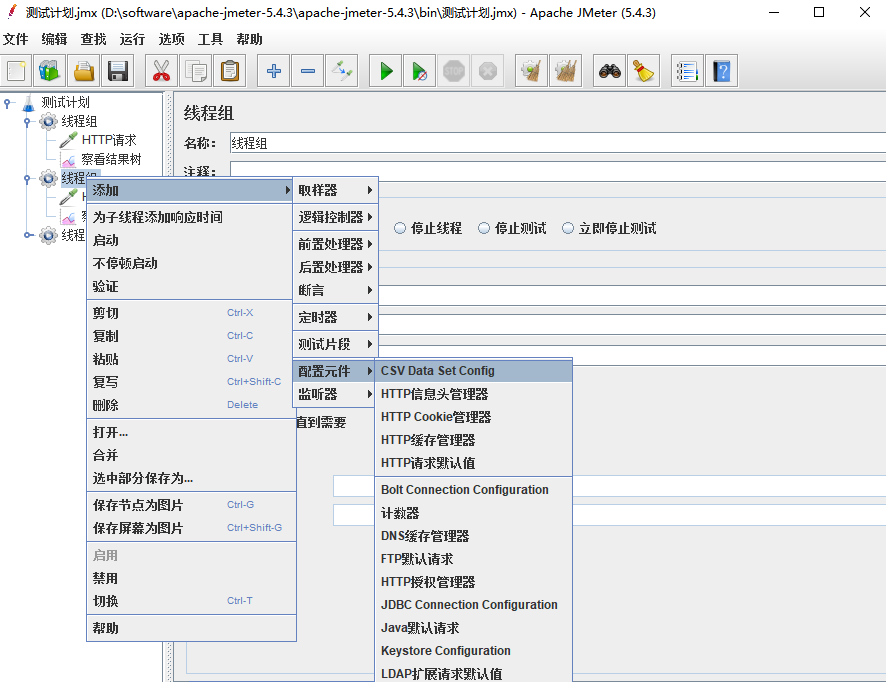 测试计划.jmx (D:\software\apache-jmeter-5.4.3\apache-jmeter-5.4.3\bin\测试计划.jmx) - Apache JMeter (5.4.3)
文件 编辑 查找 运行 选项 工具 帮助
STOP
测试计划
线程组
HTTP请求
察看结果树
线程组
H
察
线程
线程组
名称： 线程组
注释：
停止线程 停止测试 立即停止测试
直到需要
添加
为子线程添加响应时间
启动
不停顿启动
验证
剪切 Ctrl-X
复制 Ctrl-C
粘贴 Ctrl-V
复写 Ctrl+Shift-C
删除 Delete
打开...
合并
选中部分保存为...
保存节点为图片 Ctrl-G
保存屏幕为图片 Ctrl+Shift-G
启用
禁用
切换 Ctrl-T
帮助
取样器
逻辑控制器
前置处理器
后置处理器
断言
定时器
测试片段
配置元件
监听器
CSV Data Set Config
HTTP信息头管理器
HTTP Cookie管理器
HTTP缓存管理器
HTTP请求默认值
Bolt Connection Configuration
计数器
DNS缓存管理器
FTP默认请求
HTTP授权管理器
JDBC Connection Configuration
Java默认请求
Keystore Configuration
LDAP扩展请求默认值